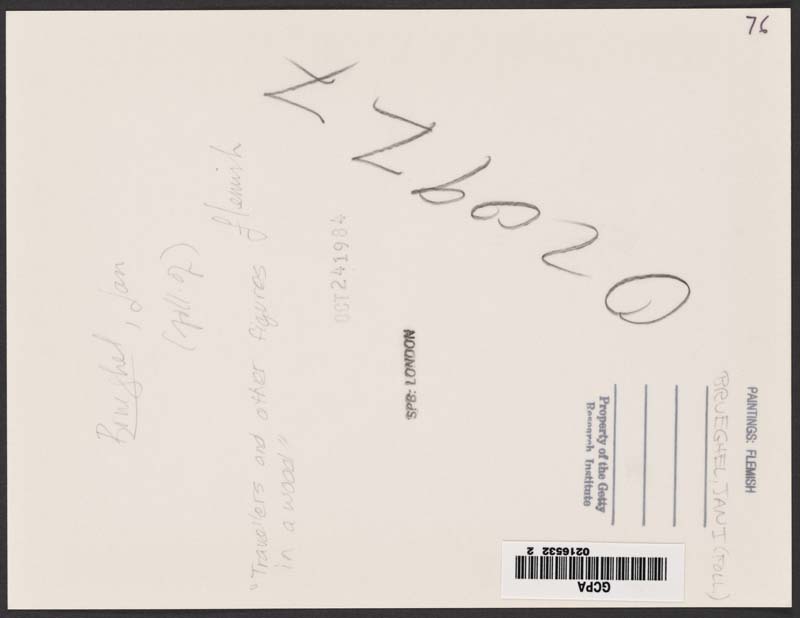 76
Brueghel, Jan
(foll. of)
Flemish
"Travellers and other figures
in a wood"
OCT 24 1984
SPB: LONDON
PAINTINGS: FLEMISH
BRUEGHEL, JAN I (FOLL)
Property of the Getty
Research Institute
GCPA
0216532 2